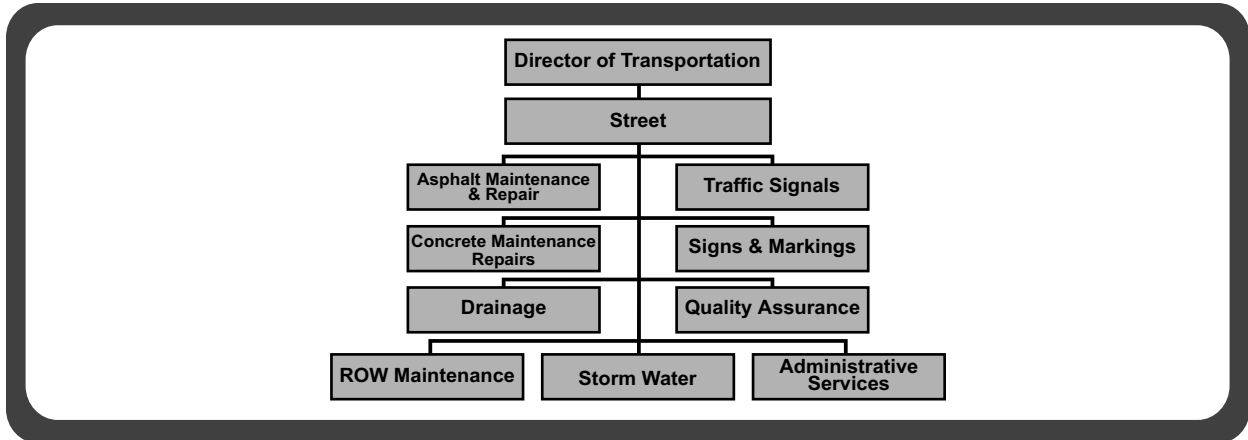 Director of Transportation
Street
Asphalt Maintenance
& Repair
Traffic Signals
Concrete Maintenance
Repairs
Signs & Markings
Drainage
Quality Assurance
ROW Maintenance
Storm Water
Administrative
Services